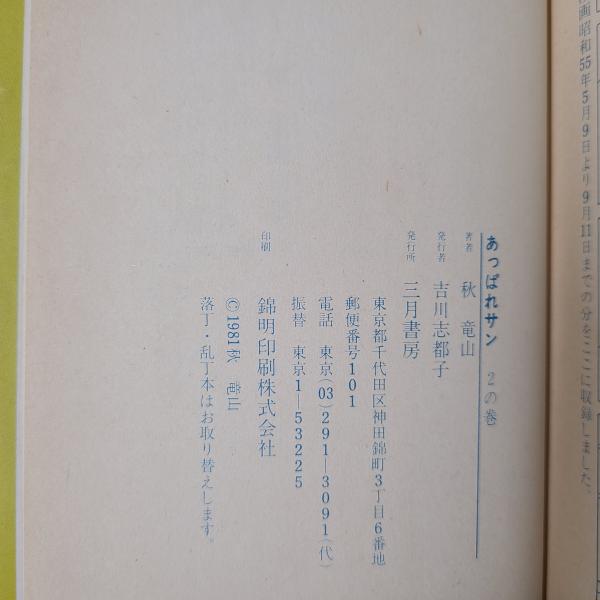 画昭和55年5月9日より9月11日までの分をここに収録しました。
あっぱれサン 2の巻
著者 秋竜山
発行者 吉川志都子
発行所 三月書房
東京都千代田区神田錦町3丁目6番地
郵便番号101
電話 東京(03)291―3091(代)
振替 東京1―53225
印刷 錦明印刷株式会社
©1981 秋 竜山
落丁・乱丁本はお取り替えします。